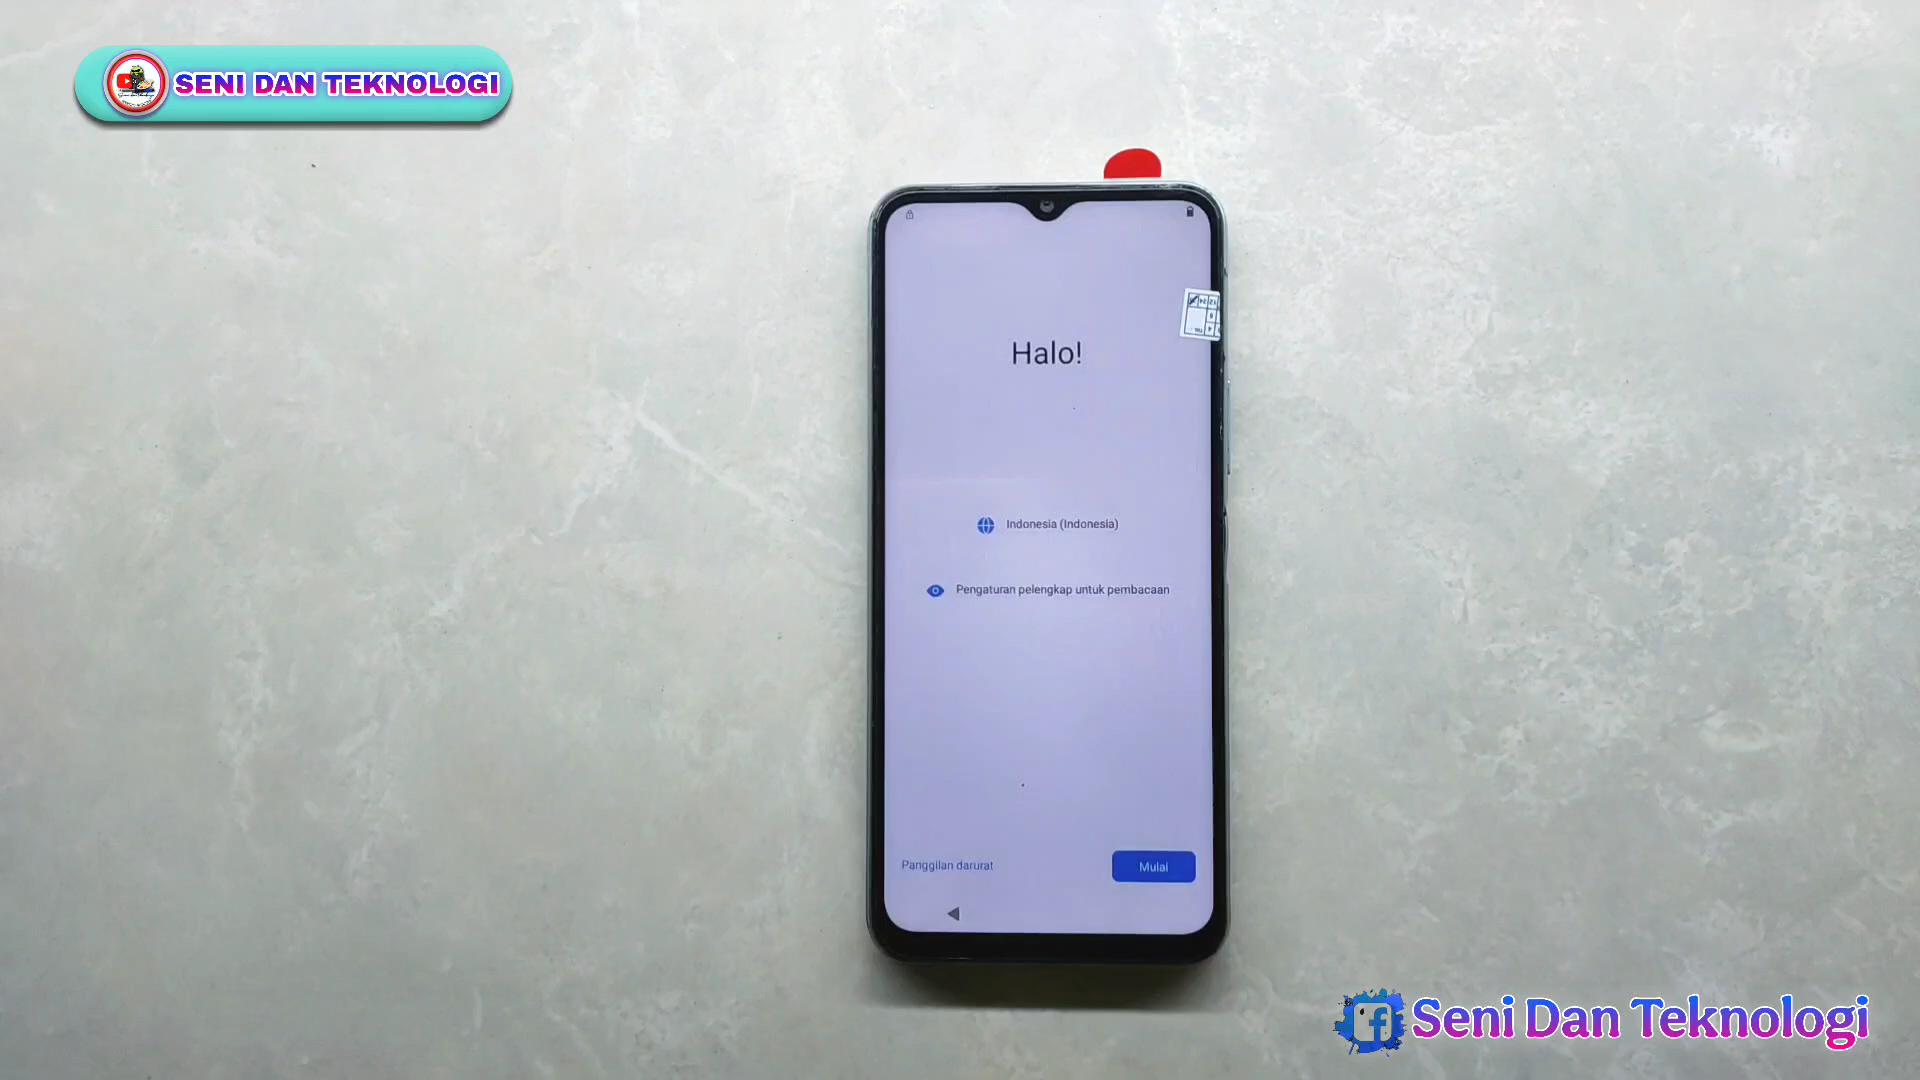 SENI DAN TEKNOLOGI
Halo!
Indonesia (Indonesia)
Pengaturan pelengkap untuk pembacaan
Panggilan darurat
Mulai
Seni Dan Teknologi